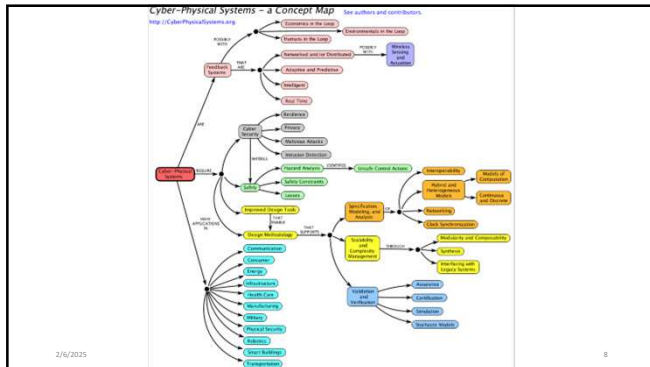 Cyber-Physical Systems – a Concept Map
See authors and contributors.
http://CyberPhysicalSystems.org.
Economics in the Loop
Environmentals in the Loop
Humans in the Loop
POSSIBLY
WITH
Feedback
Systems
THAT
ARE
Networked and/or Distributed
POSSIBLY
WITH
Wireless
Sensing
and
Actuation
Adaptive and Predictive
Intelligent
Real Time
ARE
Cyber-Physical
Systems
REQUIRE
Cyber
Security
Resilience
Privacy
Malicious Attacks
Intrusion Detection
Safety
Hazard Analysis
Unsafe Control Actions
Safety Constraints
Losses
Improved Design Tools
THAT
ENABLE
Design Methodology
THAT
SUPPORTS
Specification,
Modeling, and
Analysis
OF
Interoperability
Hybrid and
Heterogeneous
Models
Models of
Computation
Continuous
and Discrete
Networking
Clock Synchronization
Scalability
and
Complexity
Management
THROUGH
Modularity and Composability
Synthesis
Interfacing with
Legacy Systems
Validation
and
Verification
Assurance
Certification
Simulation
Stochastic Models
HAVE
APPLICATIONS
IN
Communication
Consumer
Energy
Infrastructure
Health Care
Manufacturing
Military
Physical Security
Robotics
Smart Buildings
Transportation
2/6/2025
8